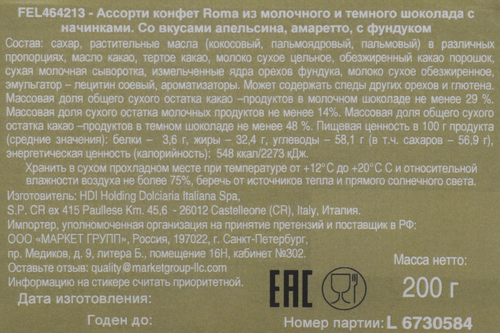 FEL464213 - Ассорти конфет Roma из молочного и темного шоколада с
начинками. Со вкусами апельсина, амаретто, с фундуком
Состав: сахар, растительные масла (кокосовый, пальмоядровый, пальмовый) в различных
пропорциях, масло какао, тертое какао, молоко сухое цельное, обезжиренный какао порошок,
сухая молочная сыворотка, измельченные ядра орехов фундука, молоко сухое обезжиренное,
эмульгатор – лецитин соевый, ароматизаторы. Может содержать следы других орехов и глютена.
Массовая доля общего сухого остатка какао –продуктов в молочном шоколаде не менее 29 %.
Массовая доля сухого остатка молочных продуктов не менее 14%. Массовая доля общего сухого
остатка какао –продуктов в темном шоколаде не менее 48 %. Пищевая ценность в 100 г продукта
(средние значения): белки – 3,6 г, жиры - 32,4 г, углеводы – 58,1 г (в т.ч. сахаров – 56,9 г),
энергетическая ценность (калорийность): 548 ккал/2273 кДж.
Хранить в сухом прохладном месте при температуре от +12°С до +20°С С и относительной
влажности воздуха не более 75%, беречь от источников тепла и прямого солнечного света.
Изготовитель: HDI Holding Dolciaria Italiana Spa,
S.P. CR ex 415 Paullese Km. 45,6 - 26012 Castelleone (CR), Италия.
Импортер, уполномоченная на принятие претензий от покупателей в РФ:
ООО «МАРКЕТ ГРУПП», Россия, 197022, г. Санкт-Петербург,
пр. Медиков, д. 9, литера Б., помещение 16Н, кабинет №302.
Оставьте отзыв: quality@marketgroup-llc.com
Информацию на стикере считать приоритетной.
Масса нетто:
200 г
EAC
Дата изготовления:
Годен до:
Номер партии: L 6730584